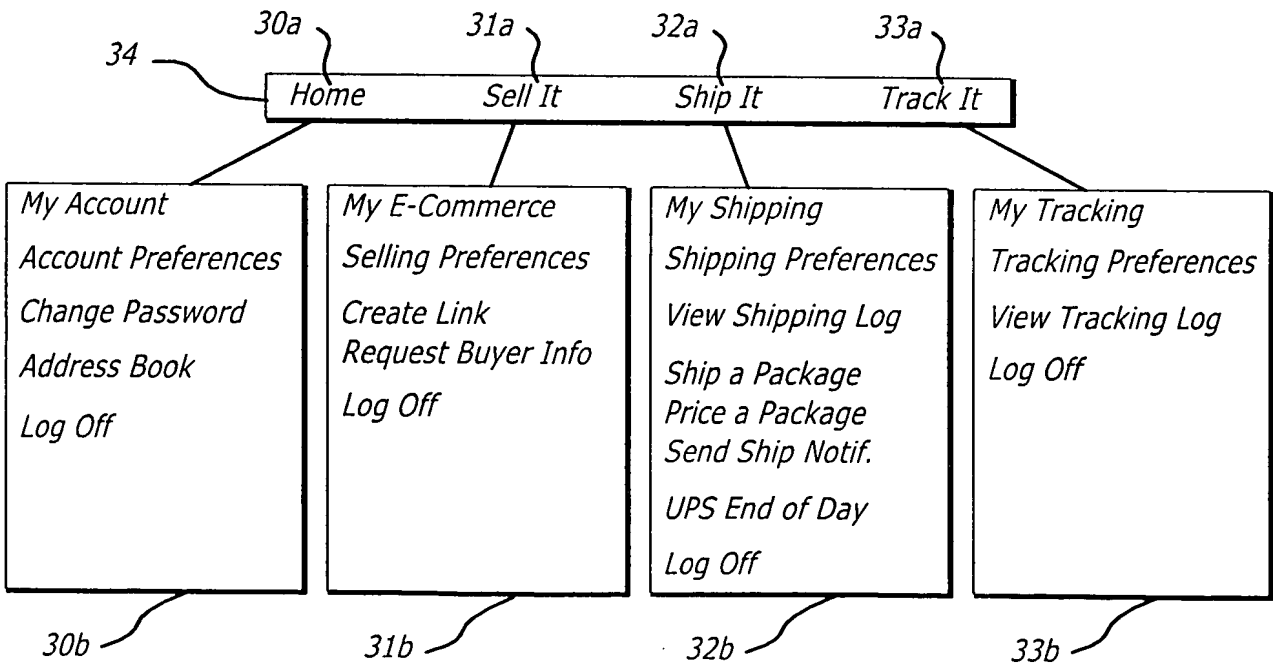 30a
31a
32a
33a
34
Home
Sell It
Ship It
Track It
My Account
Account Preferences
Change Password
Address Book
Log Off
My E-Commerce
Selling Preferences
Create Link
Request Buyer Info
Log Off
My Shipping
Shipping Preferences
View Shipping Log
Ship a Package
Price a Package
Send Ship Notif.
UPS End of Day
Log Off
My Tracking
Tracking Preferences
View Tracking Log
Log Off
30b
31b
32b
33b